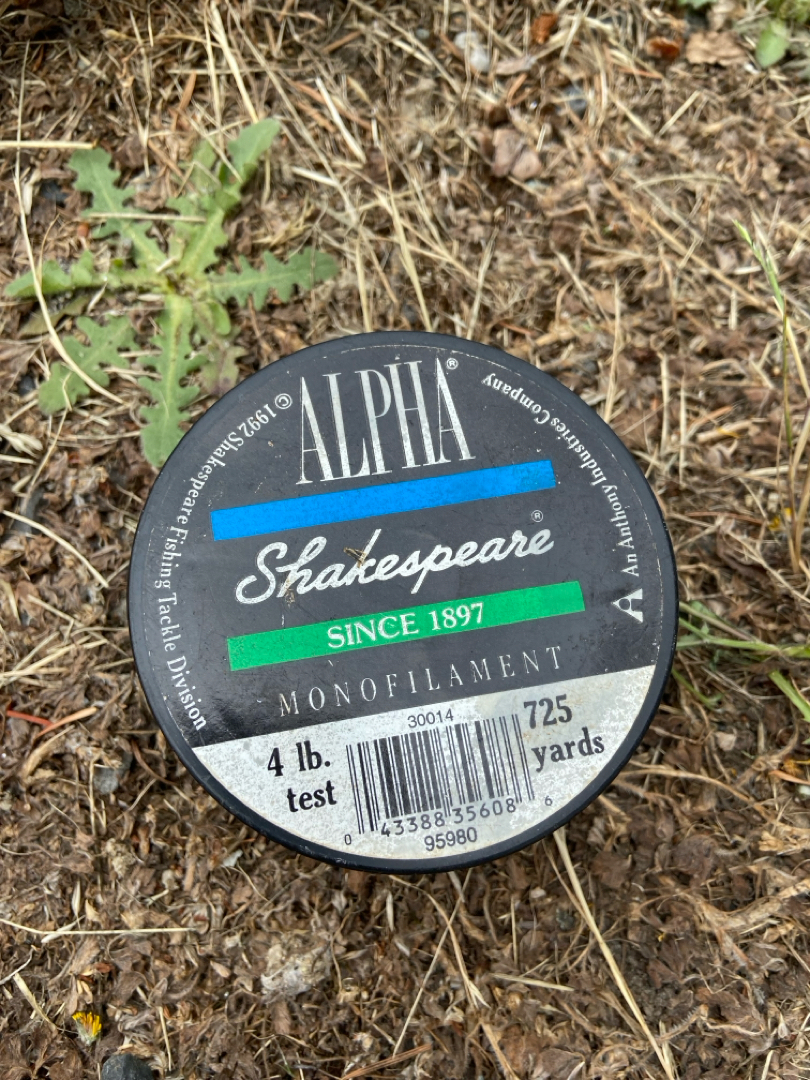 ALPHA®
© 1992 Shakespeare Fishing Tackle Division
An Anthony Industries Company
Shakespeare®
SINCE 1897
MONOFILAMENT
4 lb.
test
30014
0 43388 35608 6
95980
725
yards